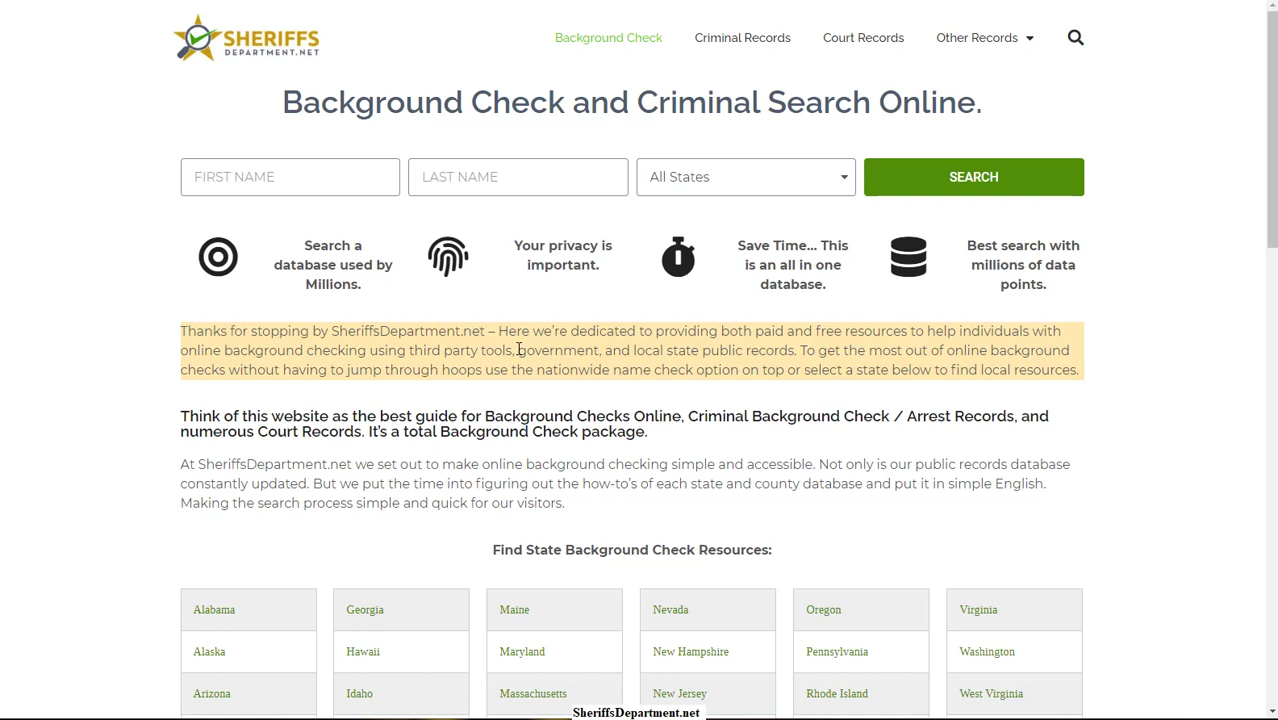 SHERIFFS
DEPARTMENT.NET
Background Check
Criminal Records
Court Records
Other Records
Background Check and Criminal Search Online.
FIRST NAME
LAST NAME
All States
SEARCH
Search a
database used by
Millions.
Your privacy is
important.
Save Time... This
is an all in one
database.
Best search with
millions of data
points.
Thanks for stopping by SheriffsDepartment.net – Here we're dedicated to providing both paid and free resources to help individuals with
online background checking using third party tools, government, and local state public records. To get the most out of online background
checks without having to jump through hoops use the nationwide name check option on top or select a state below to find local resources.
Think of this website as the best guide for Background Checks Online, Criminal Background Check / Arrest Records, and
numerous Court Records. It's a total Background Check package.
At SheriffsDepartment.net we set out to make online background checking simple and accessible. Not only is our public records database
constantly updated. But we put the time into figuring out the how-to's of each state and county database and put it in simple English.
Making the search process simple and quick for our visitors.
Find State Background Check Resources:
Alabama
Georgia
Maine
Nevada
Oregon
Virginia
Alaska
Hawaii
Maryland
New Hampshire
Pennsylvania
Washington
Arizona
Idaho
Massachusetts
New Jersey
Rhode Island
West Virginia
SheriffsDepartment.net